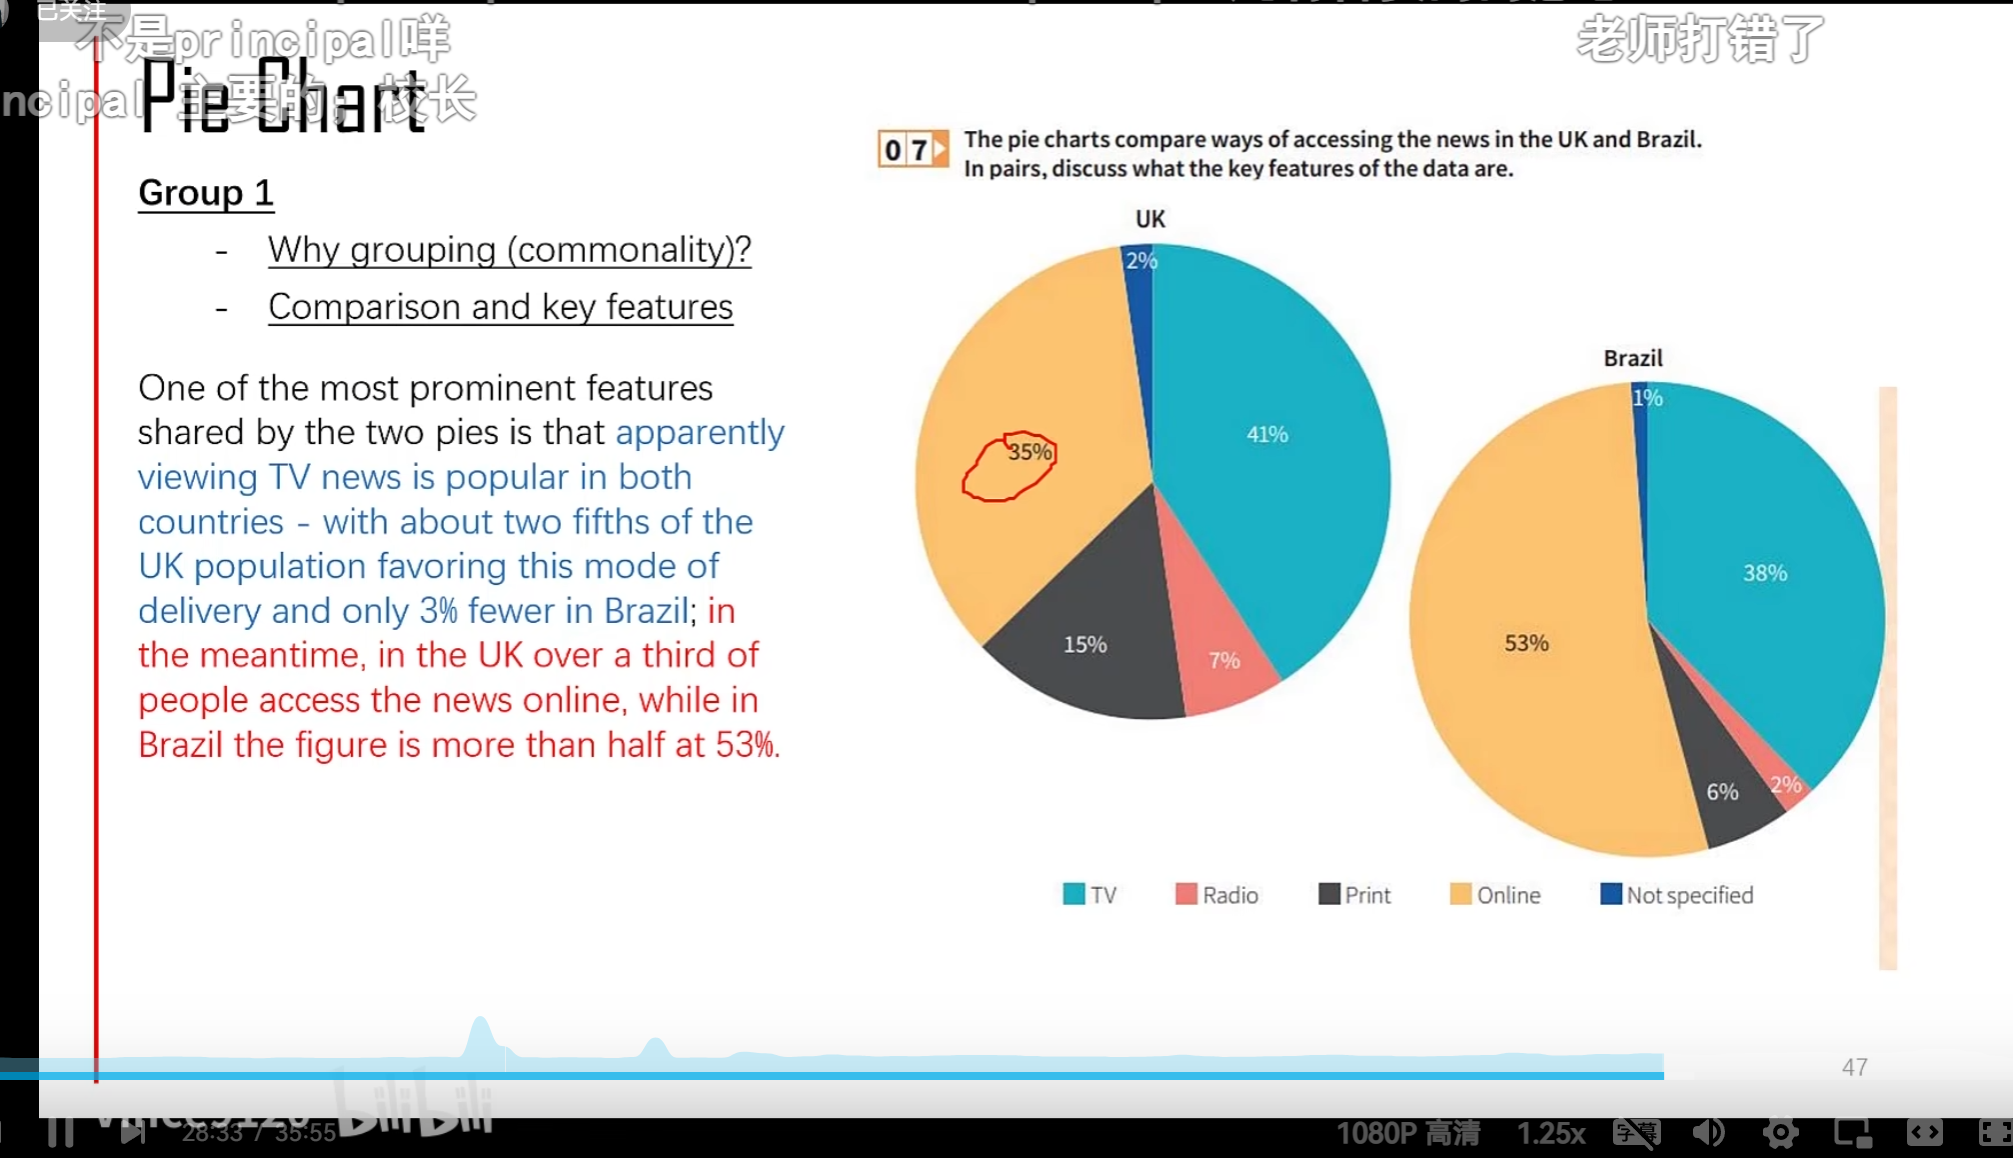 已关注
不是principal咩
老师打错了
ncipal 主要的；校长
Pie Chart
Group 1
- Why grouping (commonality)?
- Comparison and key features
One of the most prominent features
shared by the two pies is that apparently
viewing TV news is popular in both
countries - with about two fifths of the
UK population favoring this mode of
delivery and only 3% fewer in Brazil; in
the meantime, in the UK over a third of
people access the news online, while in
Brazil the figure is more than half at 53%.
07
The pie charts compare ways of accessing the news in the UK and Brazil.
In pairs, discuss what the key features of the data are.
UK
2%
41%
35%
15%
7%
Brazil
1%
38%
53%
6%
2%
TV Radio Print Online Not specified
47
bilibili
28:33 / 35:55
1080P 高清 1.25x 字幕